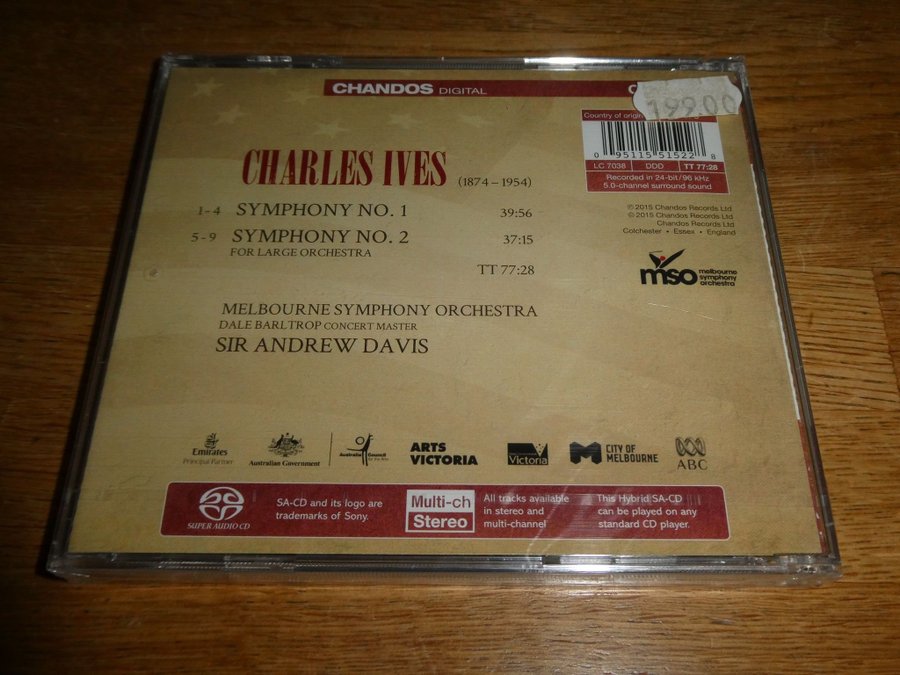 CHANDOS DIGITAL
199.00
Country of origin
0 95115 51522 8
LC 7038 DDD TT 77:28
Recorded in 24-bit/96 kHz
5.0-channel surround sound
CHARLES IVES (1874–1954)
1-4 SYMPHONY NO. 1 39:56
5-9 SYMPHONY NO. 2 37:15
FOR LARGE ORCHESTRA
TT 77:28
℗ 2015 Chandos Records Ltd
© 2015 Chandos Records Ltd
Chandos Records Ltd
Colchester • Essex • England
mso melbourne
symphony
orchestra
MELBOURNE SYMPHONY ORCHESTRA
DALE BARLTROP CONCERT MASTER
SIR ANDREW DAVIS
Emirates
Principal Partner
Australian Government
Australia Council
for the Arts
ARTS
VICTORIA
Victoria
CITY OF
MELBOURNE
ABC
SUPER AUDIO CD
SA-CD and its logo are
trademarks of Sony.
Multi-ch
Stereo
All tracks available
in stereo and
multi-channel
This Hybrid SA-CD
can be played on any
standard CD player.